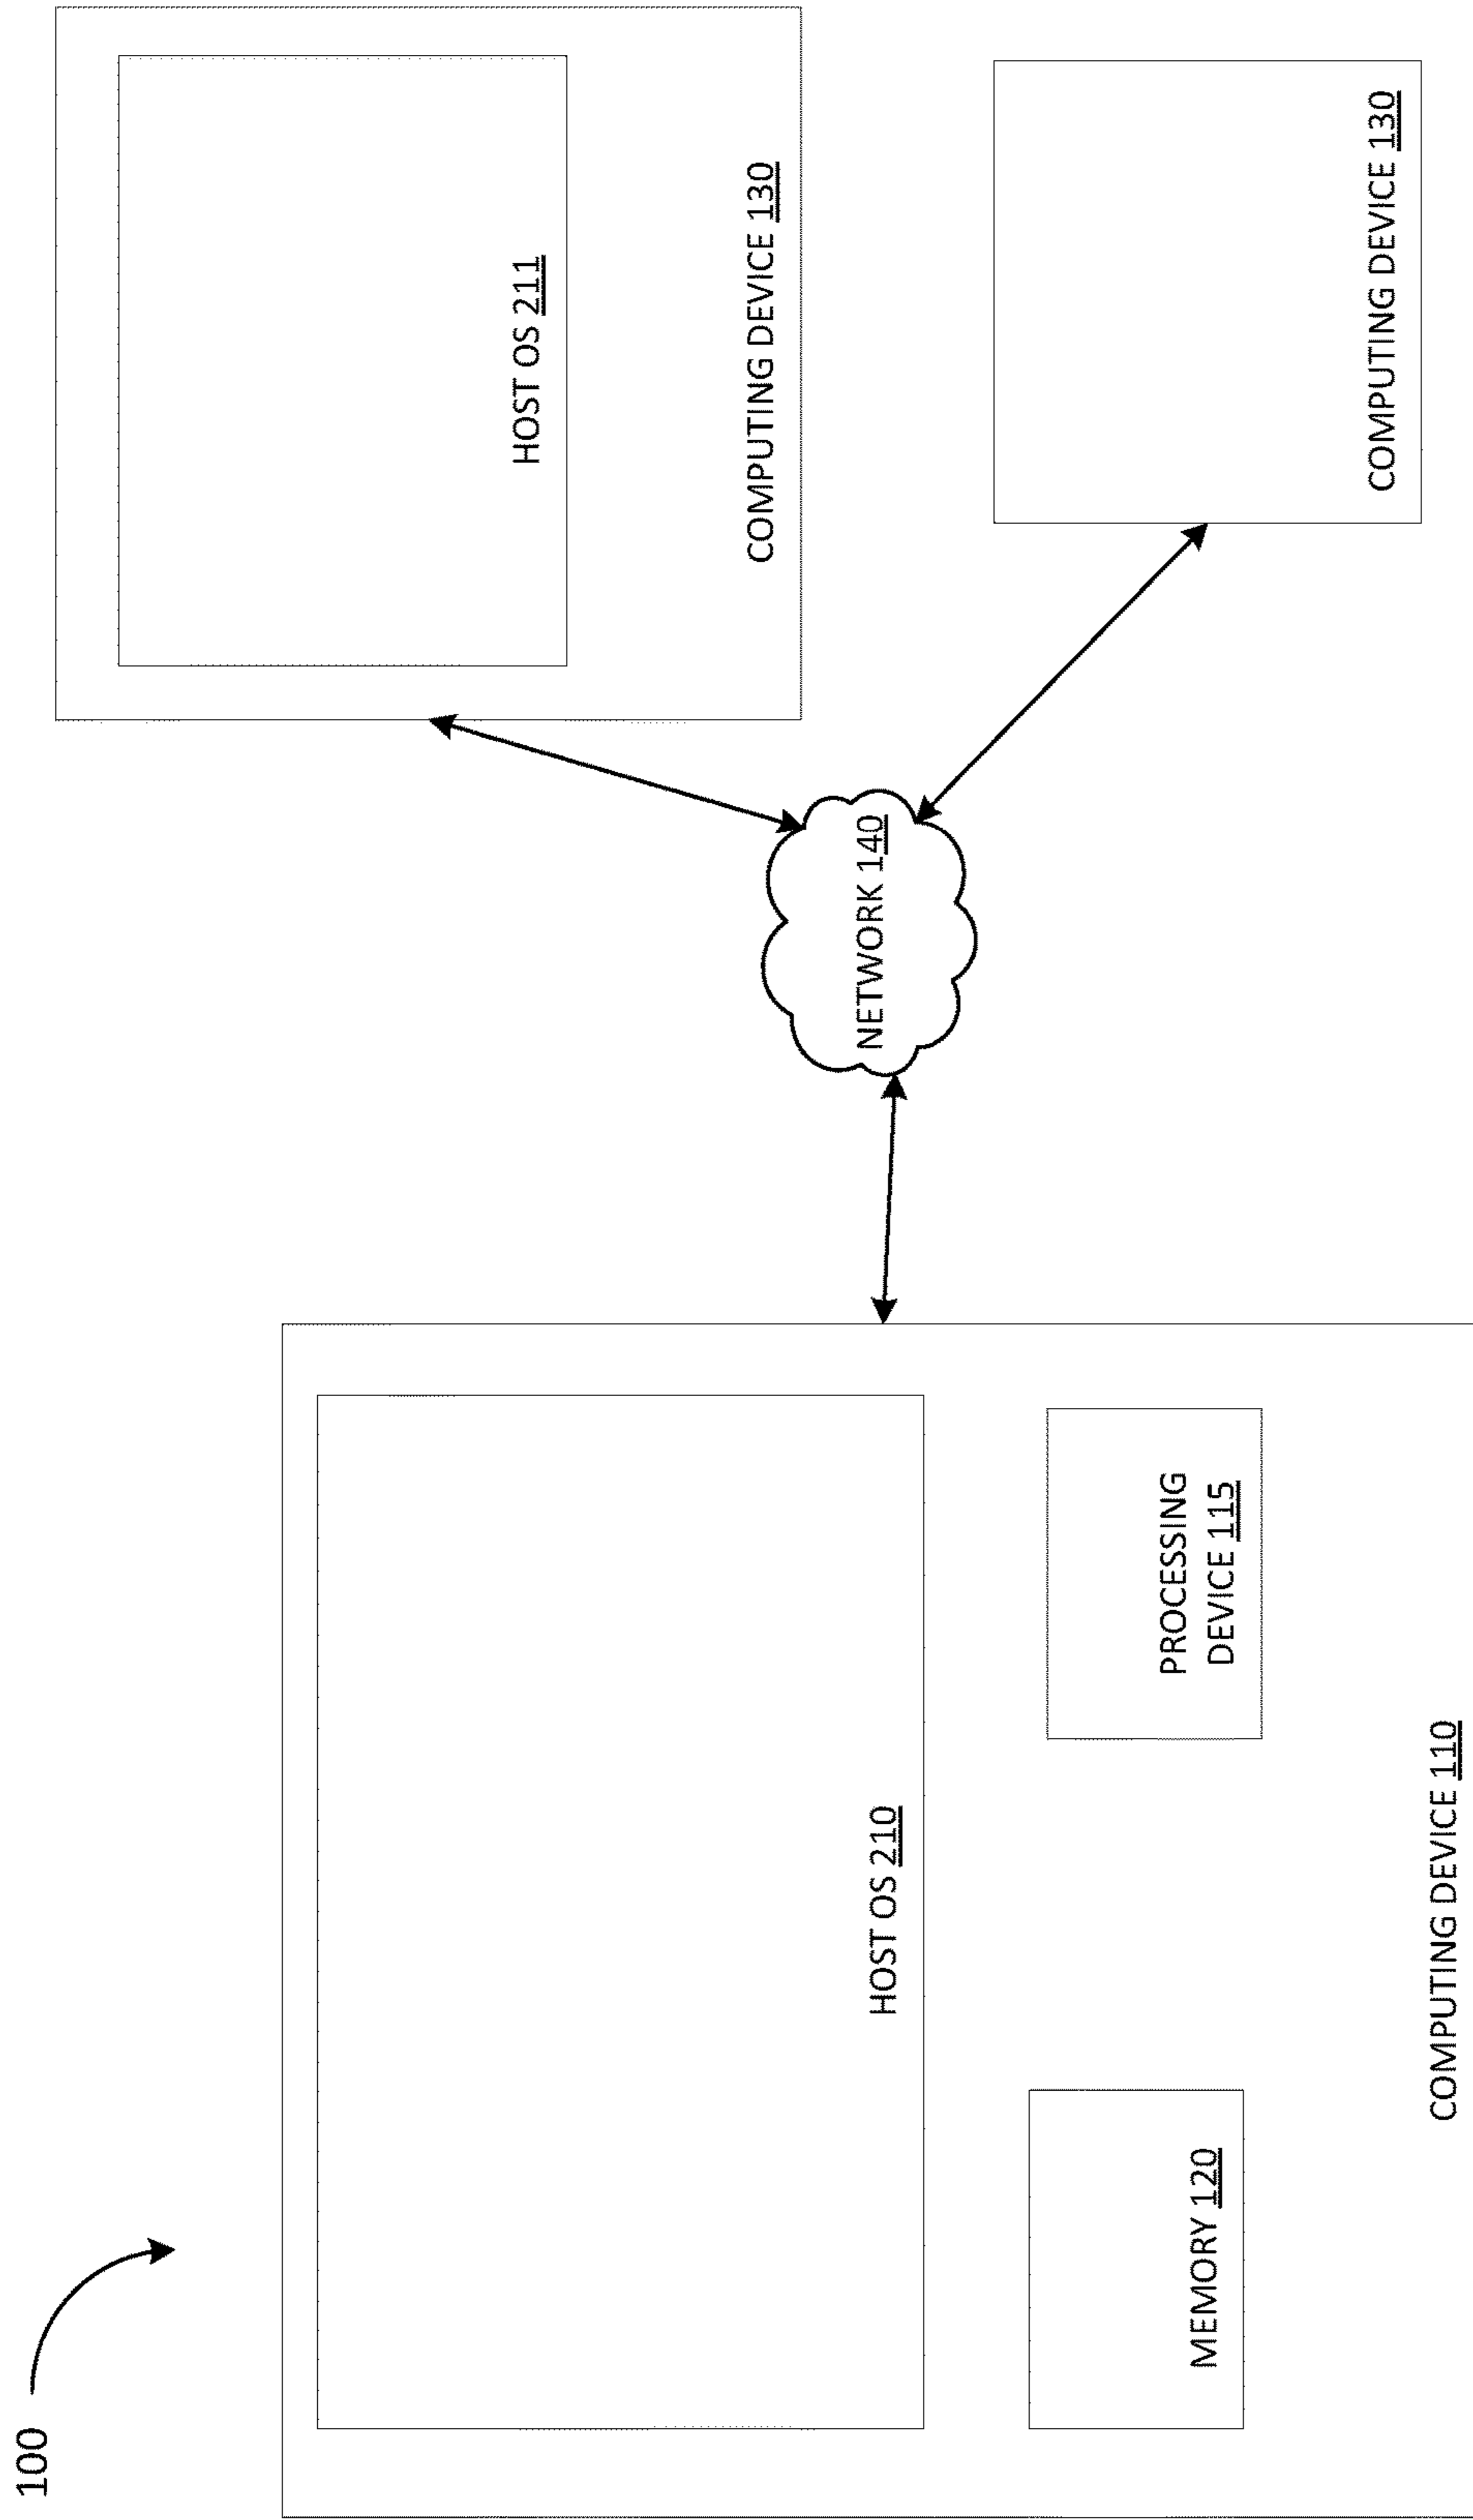 100
HOST OS 210
MEMORY 120
PROCESSING
DEVICE 115
COMPUTING DEVICE 110
NETWORK 140
HOST OS 211
COMPUTING DEVICE 130
COMPUTING DEVICE 130